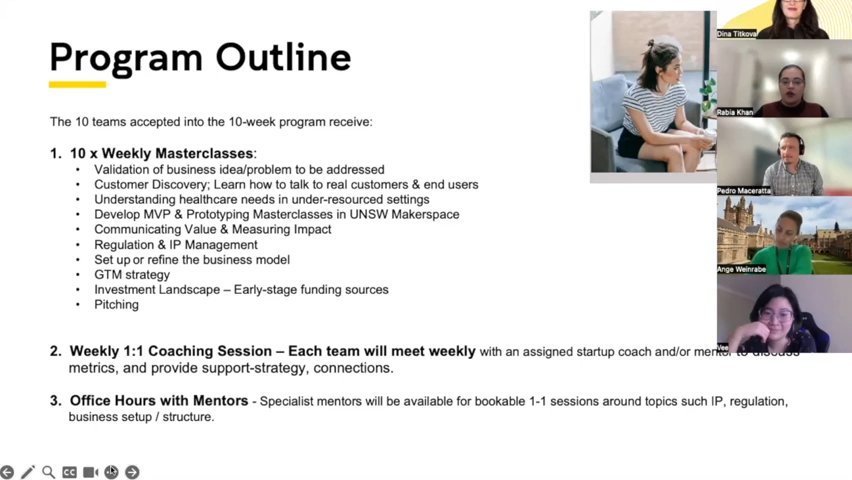 Program Outline
The 10 teams accepted into the 10-week program receive:
1. 10 x Weekly Masterclasses:
• Validation of business idea/problem to be addressed
• Customer Discovery; Learn how to talk to real customers & end users
• Understanding healthcare needs in under-resourced settings
• Develop MVP & Prototyping Masterclasses in UNSW Makerspace
• Communicating Value & Measuring Impact
• Regulation & IP Management
• Set up or refine the business model
• GTM strategy
• Investment Landscape – Early-stage funding sources
• Pitching
2. Weekly 1:1 Coaching Session – Each team will meet weekly with an assigned startup coach and/or mentor to discuss
metrics, and provide support-strategy, connections.
3. Office Hours with Mentors - Specialist mentors will be available for bookable 1-1 sessions around topics such IP, regulation,
business setup / structure.
CC
Dina Titkova
Rabia Khan
Pedro Maceratta
Ange Weinrabe
Vee